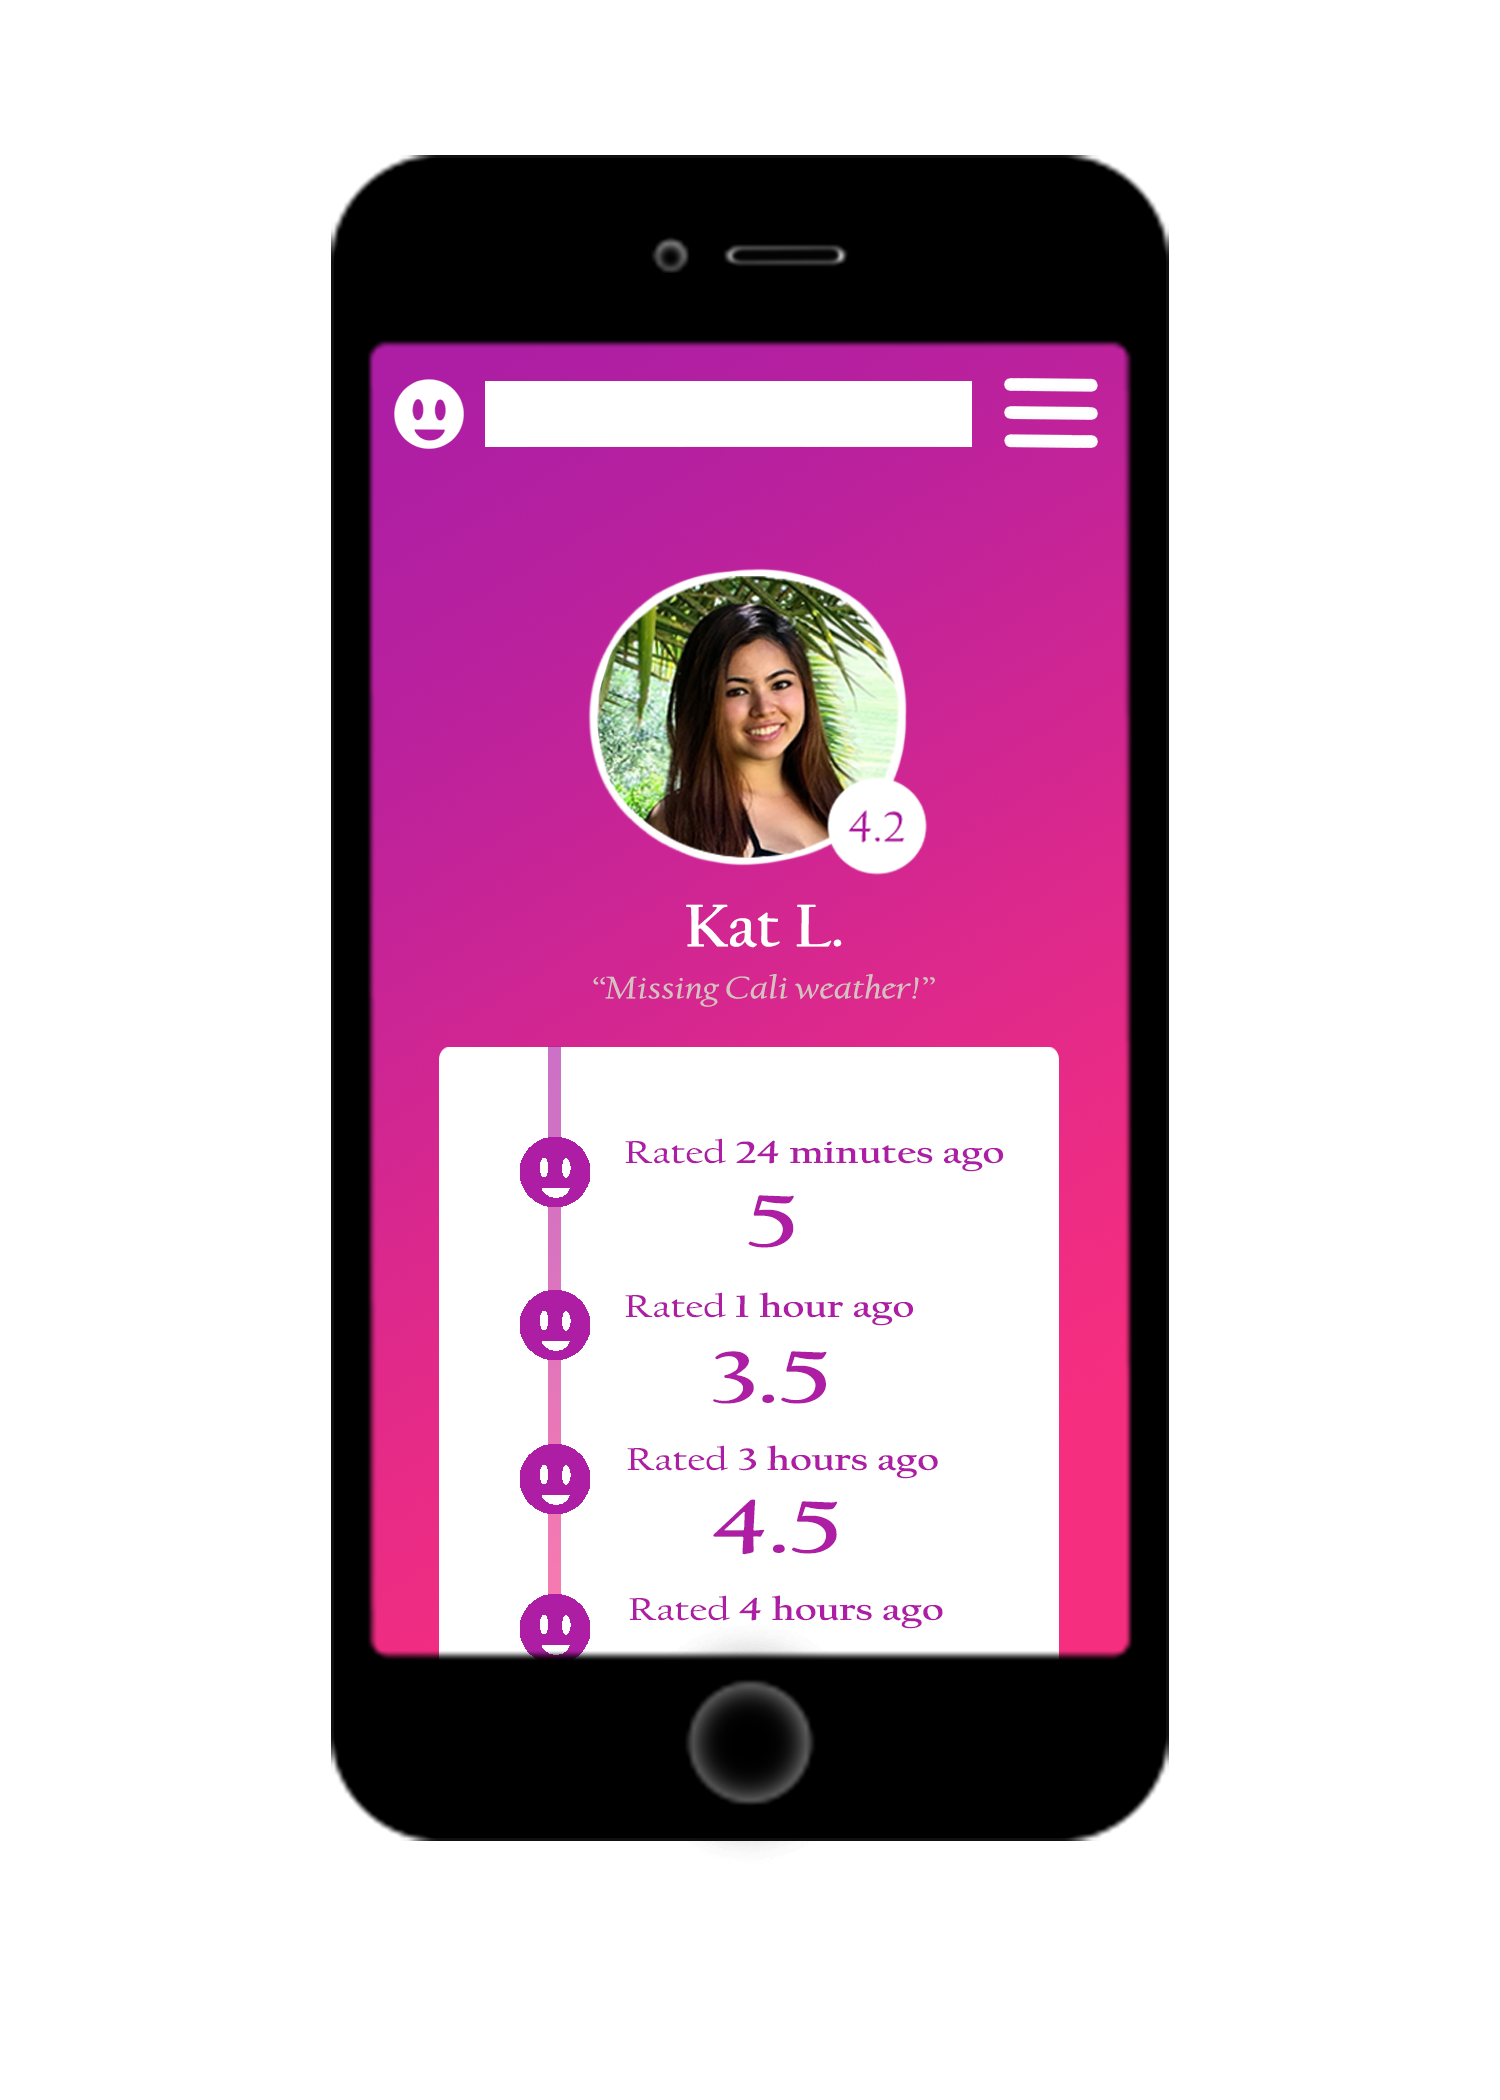 4.2
Kat L.
“Missing Cali weather!”
Rated 24 minutes ago
5
Rated 1 hour ago
3.5
Rated 3 hours ago
4.5
Rated 4 hours ago